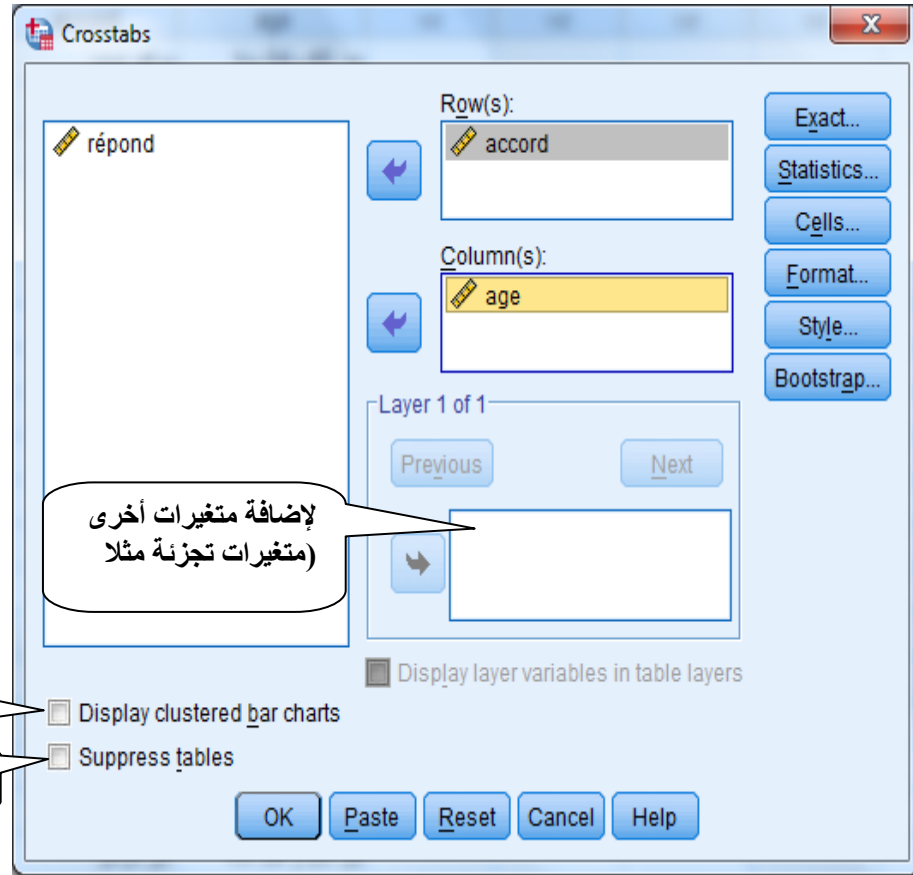 Crosstabs
Row(s):
répond
accord
Exact...
Statistics...
Cells...
Column(s):
age
Format...
Style...
Bootstrap...
Layer 1 of 1
Previous
Next
لإضافة متغيرات أخرى
(متغيرات تجزئة مثلا
Display layer variables in table layers
Display clustered bar charts
Suppress tables
OK Paste Reset Cancel Help